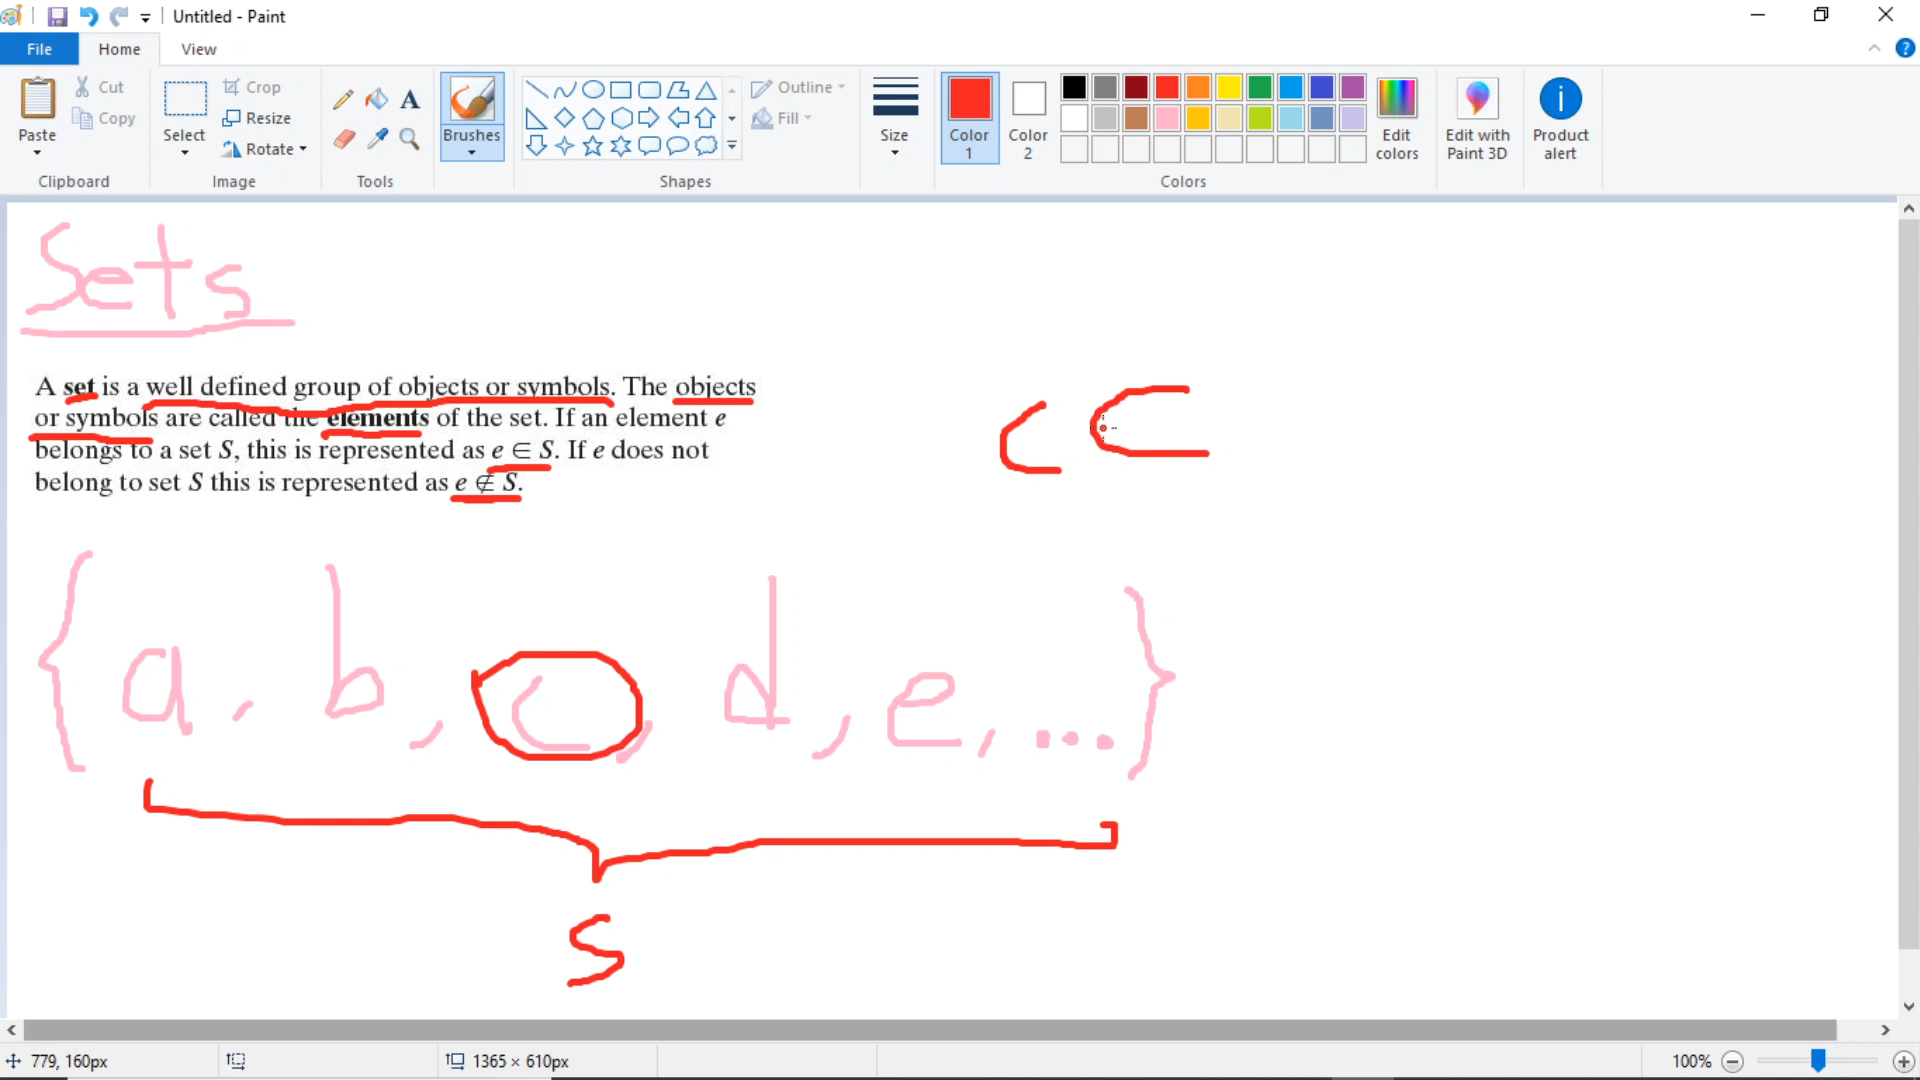 Untitled - Paint
File Home View
Paste Cut Copy Select Crop Resize Rotate A Brushes Outline Fill Size Color 1 Color 2 Edit colors Edit with Paint 3D Product alert
Clipboard Image Tools Shapes Colors
Sets
A set is a well defined group of objects or symbols. The objects
or symbols are called the elements of the set. If an element e
belongs to a set S, this is represented as e ∈ S. If e does not
belong to set S this is represented as e ∉ S.
c
{ a, b, c, d, e, ... }
S
779, 160px 1365 × 610px 100%